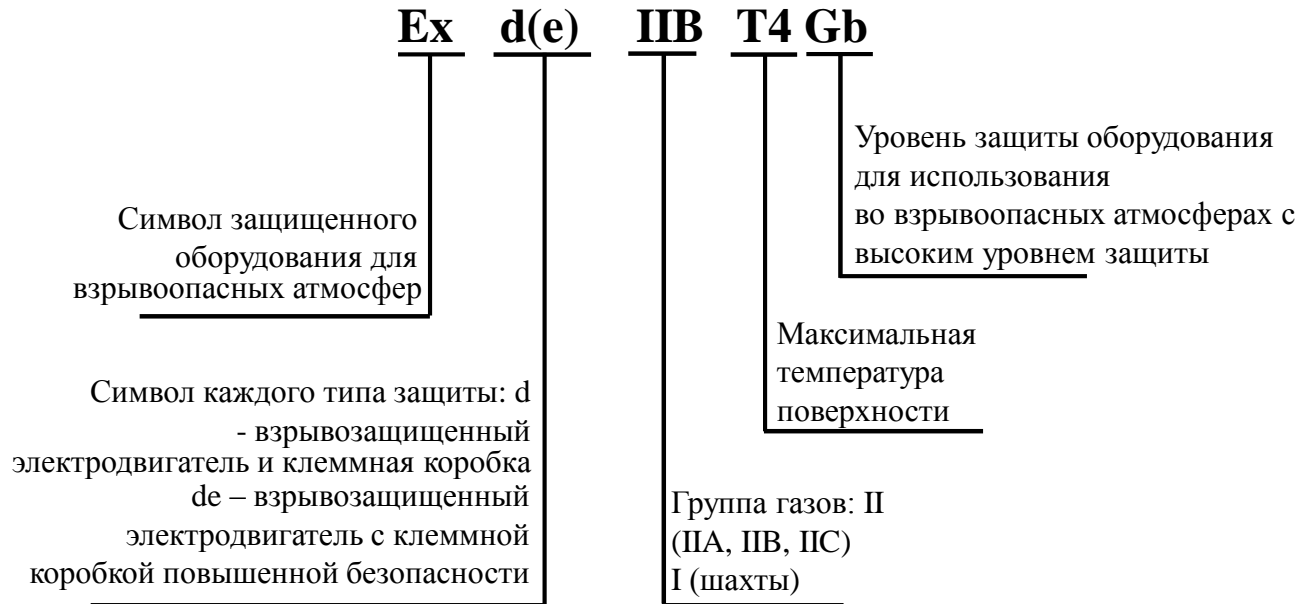 Ex d(e) IIB T4 Gb
Уровень защиты оборудования
для использования
во взрывоопасных атмосферах с
высоким уровнем защиты
Символ защищенного
оборудования для
взрывоопасных атмосфер
Максимальная
температура
поверхности
Символ каждого типа защиты: d
- взрывозащищенный
электродвигатель и клеммная коробка
de – взрывозащищенный
электродвигатель с клеммной
коробкой повышенной безопасности
Группа газов: II
(IIA, IIB, IIC)
I (шахты)